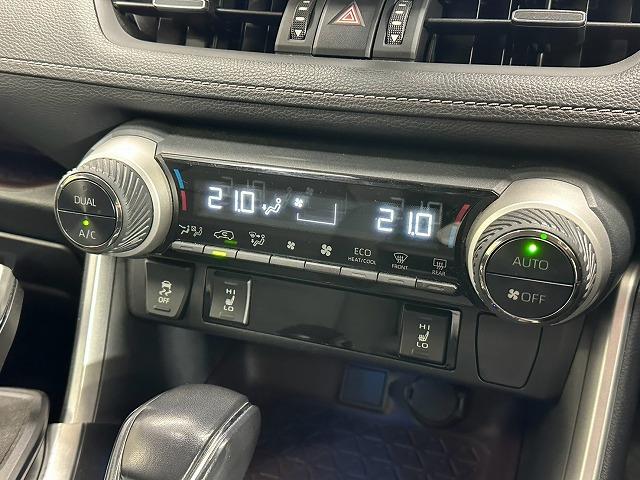 21.0 21.0
DUAL
A/C
AUTO
OFF
ECO
HEAT/COOL
FRONT
REAR
OFF
HI
LO
HI
LO